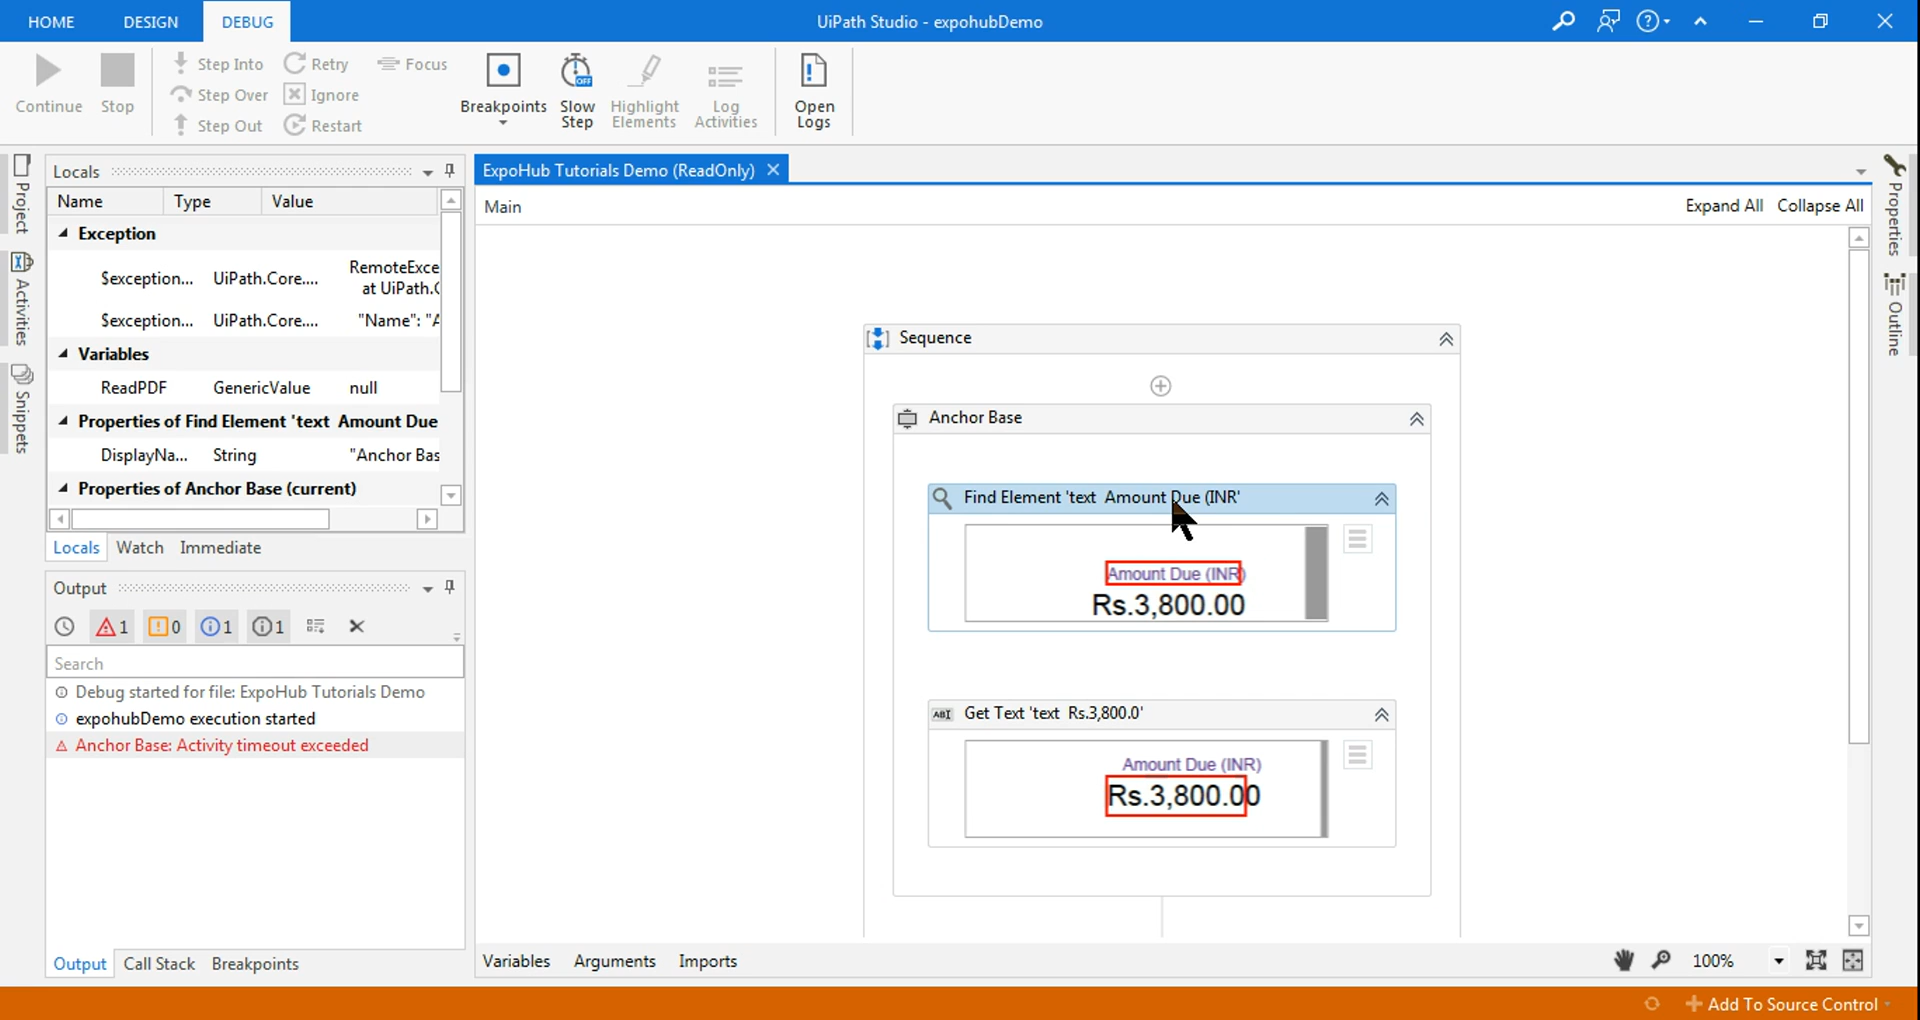 HOME DESIGN DEBUG UiPath Studio - expohubDemo
Continue Stop Step Into Step Over Step Out Retry Ignore Restart Focus Breakpoints Slow Step Highlight Elements Log Activities Open Logs
Project
Activities
Snippets
Locals
Name Type Value
Exception
$exception... UiPath.Core.... RemoteExce
at UiPath.C
$exception... UiPath.Core.... "Name": "A
Variables
ReadPDF GenericValue null
Properties of Find Element 'text Amount Due
DisplayNa... String "Anchor Bas
Properties of Anchor Base (current)
Locals Watch Immediate
Output
1 0 1 1
Search
Debug started for file: ExpoHub Tutorials Demo
expohubDemo execution started
Anchor Base: Activity timeout exceeded
Output Call Stack Breakpoints
ExpoHub Tutorials Demo (ReadOnly)
Main Expand All Collapse All
Sequence
Anchor Base
Find Element 'text Amount Due (INR'
Amount Due (INR)
Rs.3,800.00
Get Text 'text Rs.3,800.0'
Amount Due (INR)
Rs.3,800.00
Variables Arguments Imports 100%
Properties
Outline
Add To Source Control